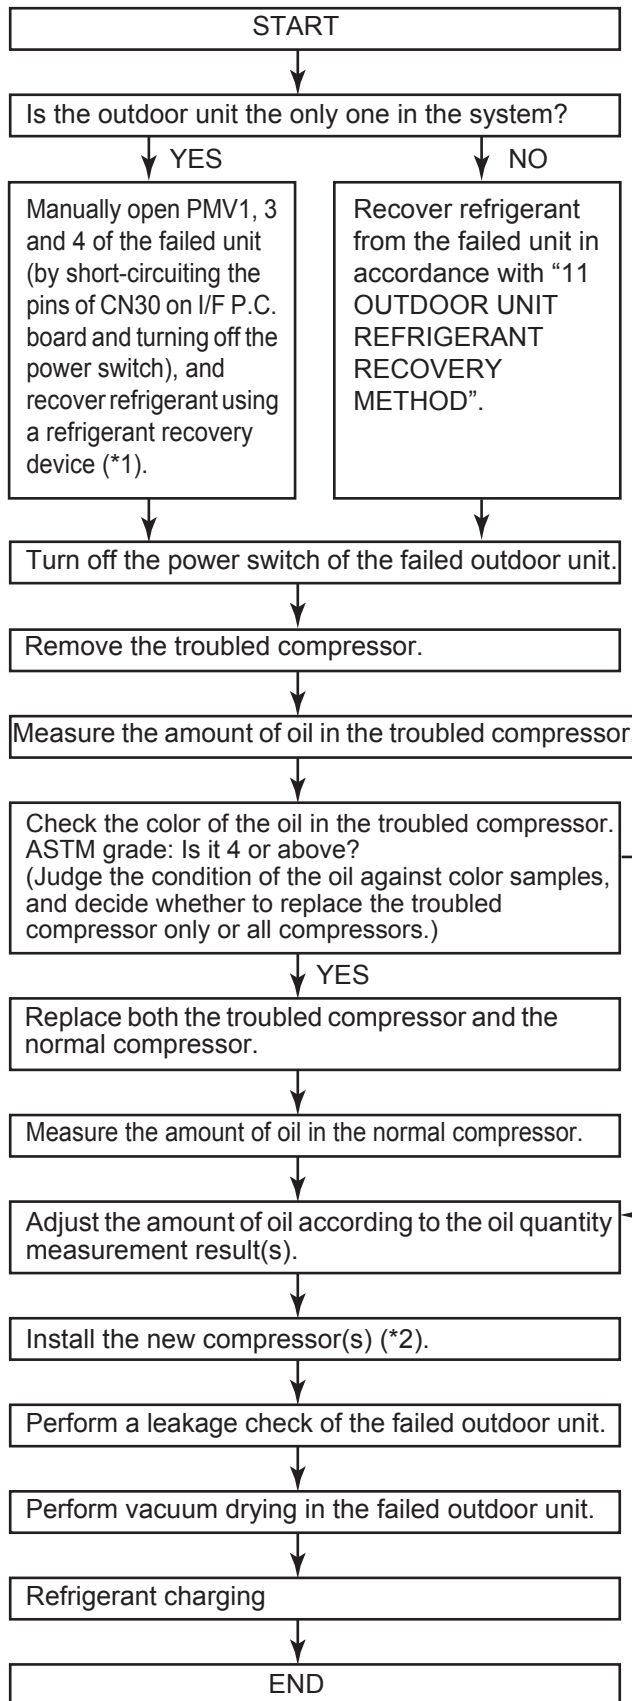 START
Is the outdoor unit the only one in the system?
YES
NO
Manually open PMV1, 3
and 4 of the failed unit
(by short-circuiting the
pins of CN30 on I/F P.C.
board and turning off the
power switch), and
recover refrigerant using
a refrigerant recovery
device (*1).
Recover refrigerant
from the failed unit in
accordance with “11
OUTDOOR UNIT
REFRIGERANT
RECOVERY
METHOD”.
Turn off the power switch of the failed outdoor unit.
Remove the troubled compressor.
Measure the amount of oil in the troubled compressor.
Check the color of the oil in the troubled compressor.
ASTM grade: Is it 4 or above?
(Judge the condition of the oil against color samples,
and decide whether to replace the troubled
compressor only or all compressors.)
YES
Replace both the troubled compressor and the
normal compressor.
Measure the amount of oil in the normal compressor.
Adjust the amount of oil according to the oil quantity
measurement result(s).
Install the new compressor(s) (*2).
Perform a leakage check of the failed outdoor unit.
Perform vacuum drying in the failed outdoor unit.
Refrigerant charging
END